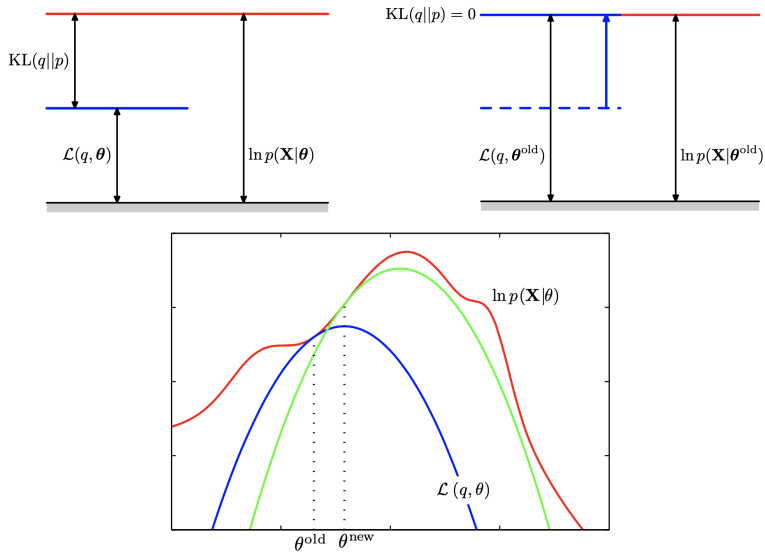 KL(q||p)
𝓛(q, 𝜽)
ln p(𝐗|𝜽)
KL(q||p) = 0
𝓛(q, 𝜽^old)
ln p(𝐗|𝜽^old)
ln p(𝐗|θ)
𝓛 (q, θ)
θ^old
θ^new